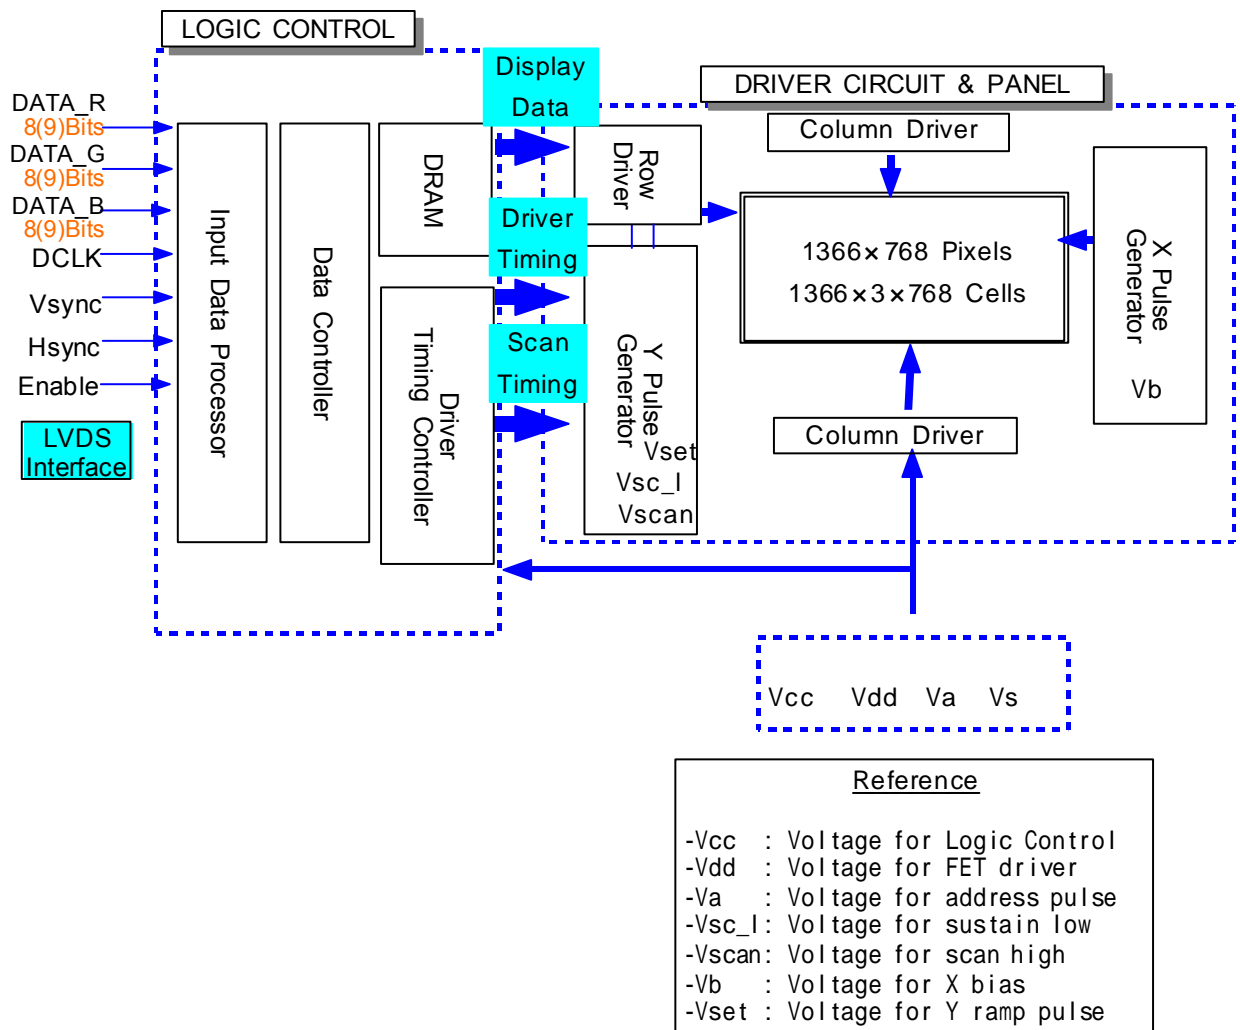 LOGIC CONTROL
Display
Data
DRIVER CIRCUIT & PANEL
DATA_R
8(9)Bits
DATA_G
8(9)Bits
DATA_B
8(9)Bits
DCLK
Vsync
Hsync
Enable
LVDS
Interface
Input Data Processor
Data Controller
DRAM
Driver
Timing Controller
Driver
Timing
Scan
Timing
Row
Driver
Y Pulse
Generator
Vset
Vsc_l
Vscan
Column Driver
1366×768 Pixels
1366×3×768 Cells
Column Driver
X Pulse
Generator
Vb
Vcc Vdd Va Vs
Reference
-Vcc : Voltage for Logic Control
-Vdd : Voltage for FET driver
-Va : Voltage for address pulse
-Vsc_l: Voltage for sustain low
-Vscan: Voltage for scan high
-Vb : Voltage for X bias
-Vset : Voltage for Y ramp pulse